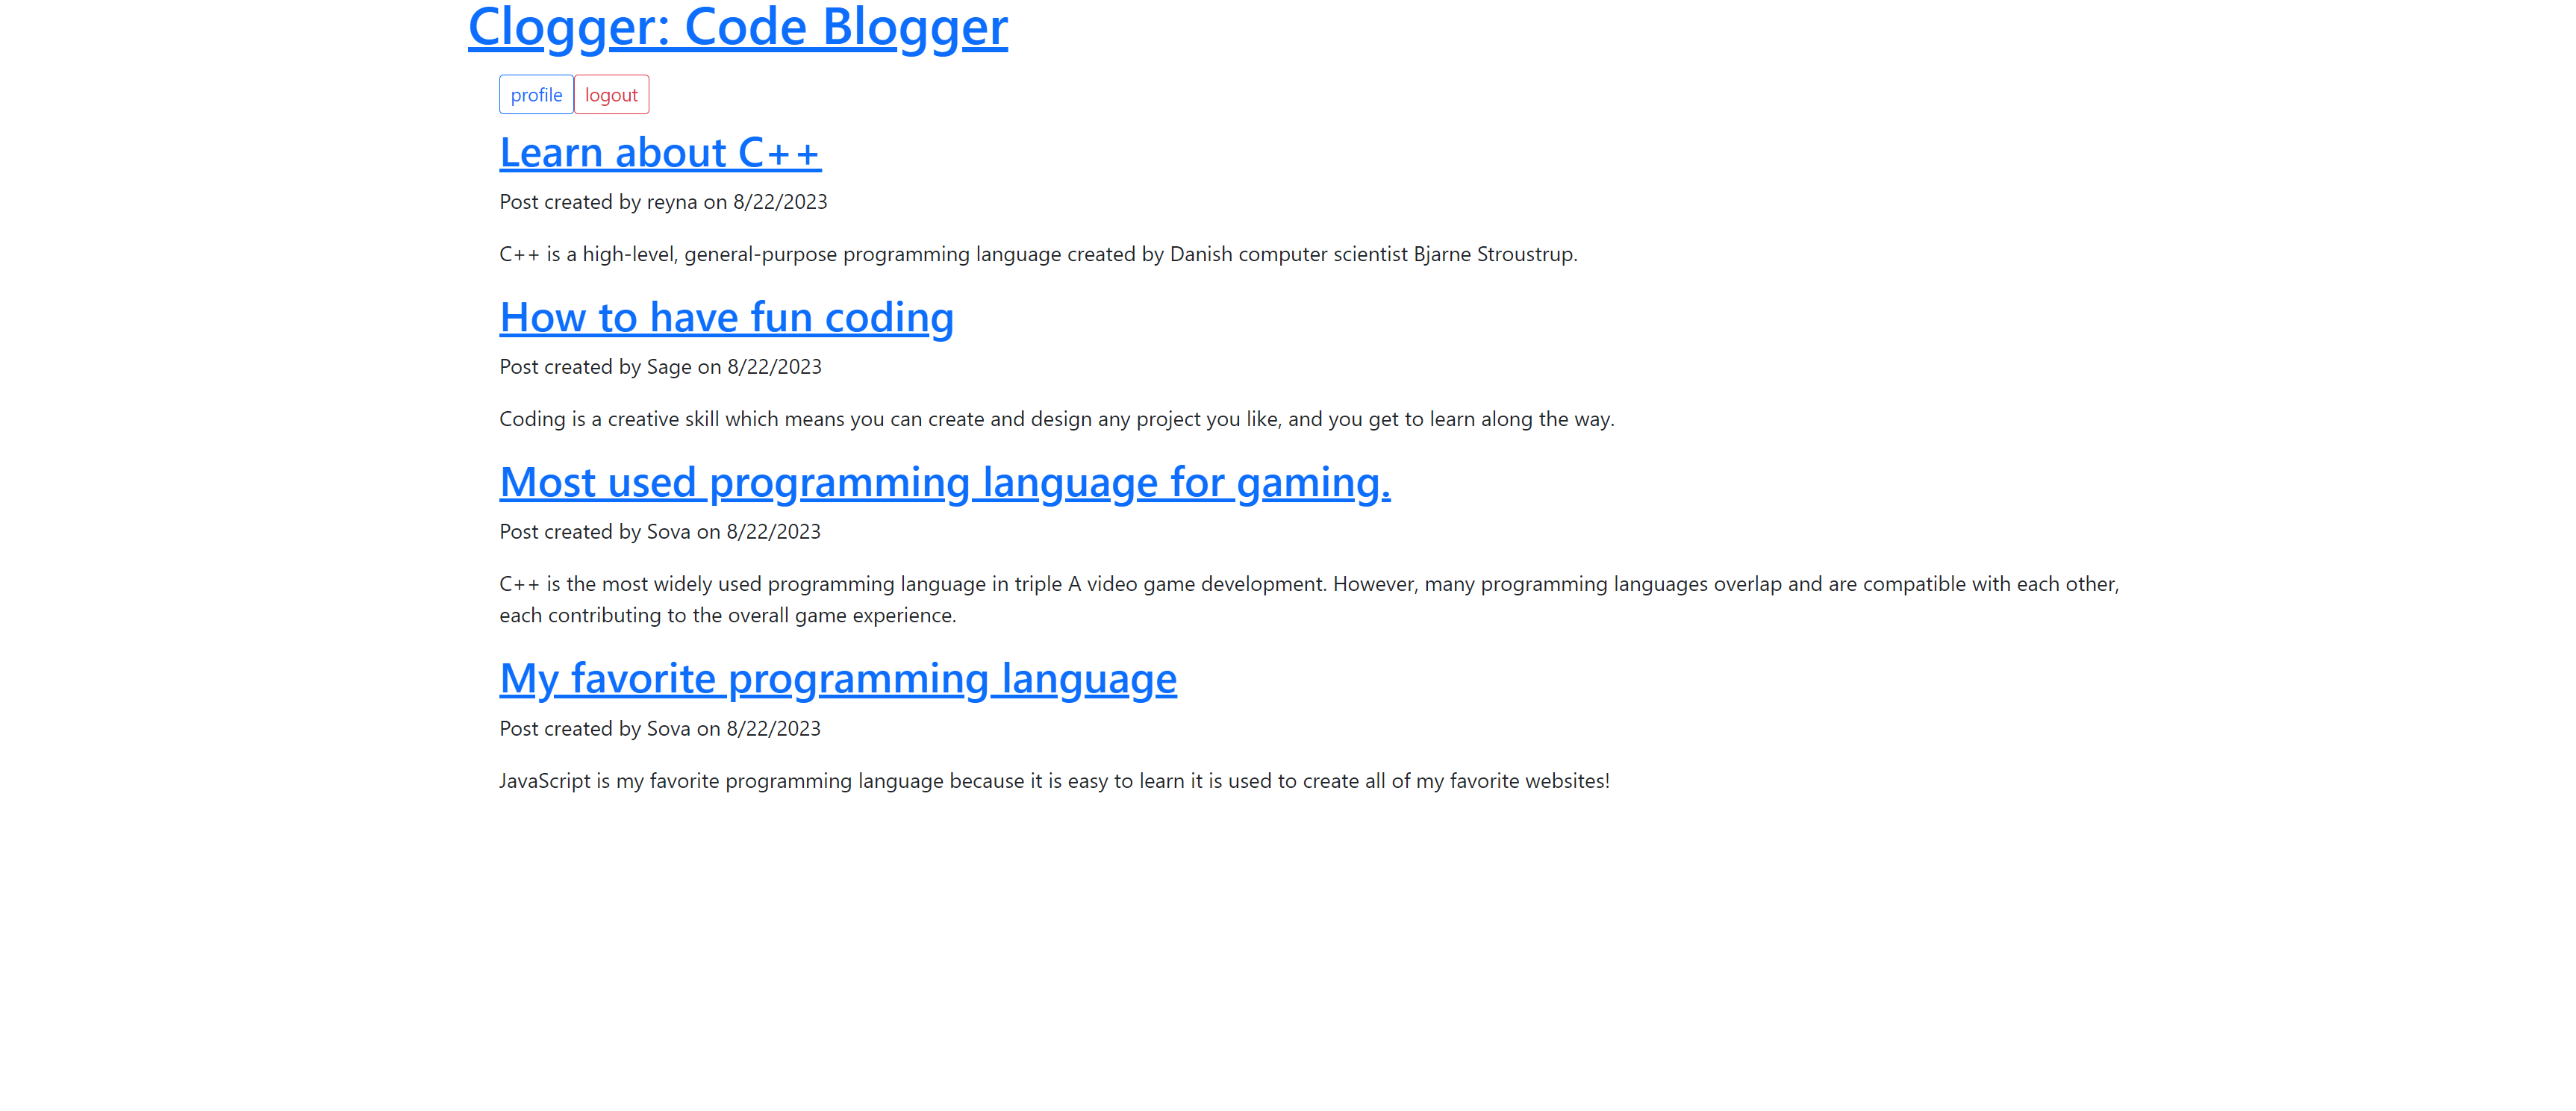 Clogger: Code Blogger
profile logout
Learn about C++
Post created by reyna on 8/22/2023
C++ is a high-level, general-purpose programming language created by Danish computer scientist Bjarne Stroustrup.
How to have fun coding
Post created by Sage on 8/22/2023
Coding is a creative skill which means you can create and design any project you like, and you get to learn along the way.
Most used programming language for gaming.
Post created by Sova on 8/22/2023
C++ is the most widely used programming language in triple A video game development. However, many programming languages overlap and are compatible with each other,
each contributing to the overall game experience.
My favorite programming language
Post created by Sova on 8/22/2023
JavaScript is my favorite programming language because it is easy to learn it is used to create all of my favorite websites!